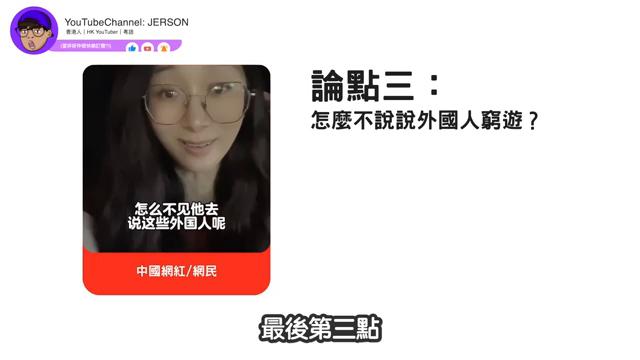 YouTubeChannel: JERSON
香港人｜HK YouTuber｜粵語
論點三：
怎麼不說說外國人窮遊？
怎么不见他去
说这些外国人呢
中國網紅/網民
最後第三點